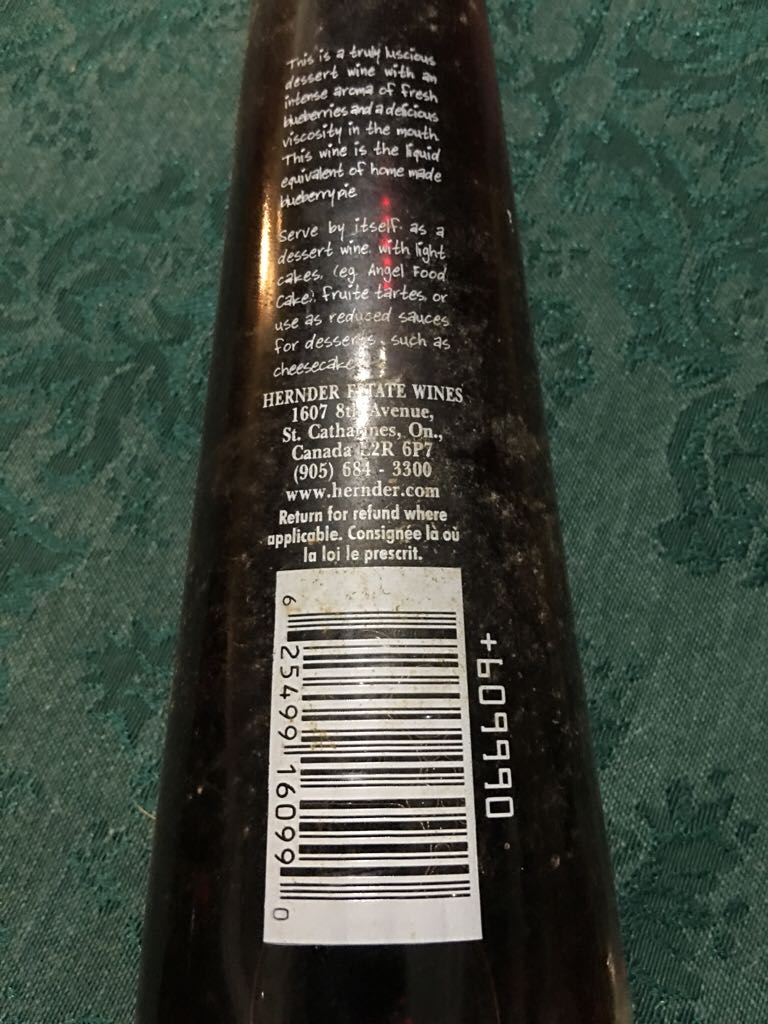 This is a truly luscious
dessert wine with an
intense aroma of fresh
blueberries and a delicious
viscosity in the mouth
This wine is the liquid
equivalent of home made
blueberry pie
Serve by itself as a
dessert wine with light
cakes, (eg Angel Food
Cake) fruite tartes or
use as reduced sauces
for desserts, such as
cheesecake
HERNDER ESTATE WINES
1607 8th Avenue,
St. Catharines, On.,
Canada L2R 6P7
(905) 684 - 3300
www.hernder.com
Return for refund where
applicable. Consignée là où
la loi le prescrit.
6 25499 16099 0
+609990